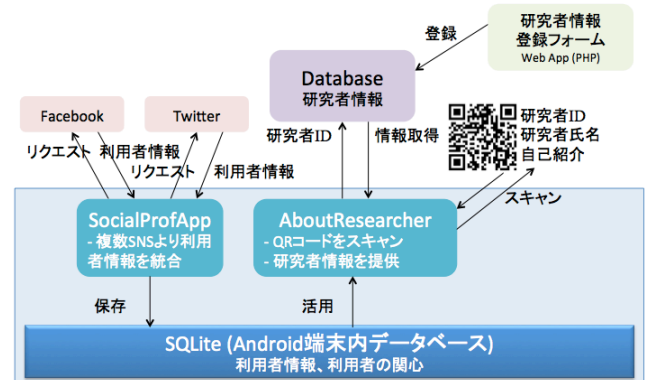 研究者情報
登録フォーム
Web App (PHP)
登録
Database
研究者情報
Facebook
Twitter
研究者ID
情報取得
研究者ID
研究者氏名
自己紹介
リクエスト
利用者情報
リクエスト
利用者情報
スキャン
SocialProfApp
- 複数SNSより利用
者情報を統合
AboutResearcher
- QRコードをスキャン
- 研究者情報を提供
保存
活用
SQLite (Android端末内データベース)
利用者情報、利用者の関心